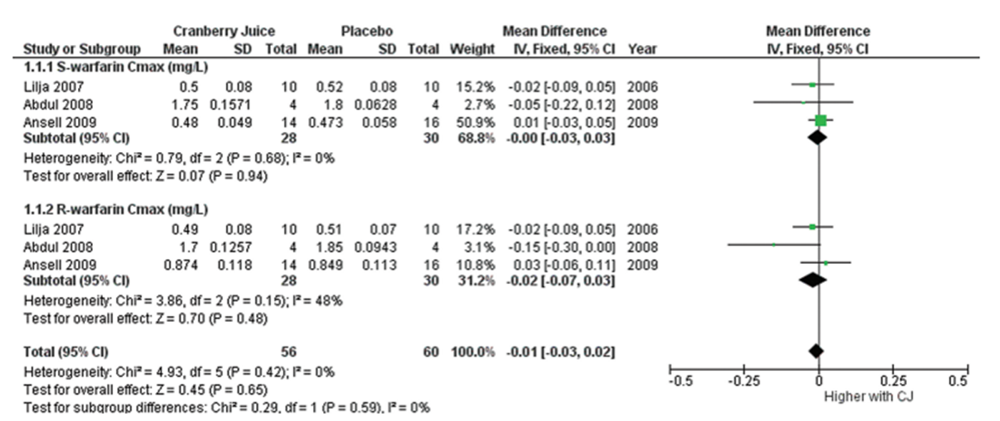 Cranberry Juice Placebo Mean Difference Mean Difference
Study or Subgroup Mean SD Total Mean SD Total Weight IV, Fixed, 95% CI Year IV, Fixed, 95% CI
1.1.1 S-warfarin Cmax (mg/L)
Lilja 2007 0.5 0.08 10 0.52 0.08 10 15.2% -0.02 [-0.09, 0.05] 2006
Abdul 2008 1.75 0.1571 4 1.8 0.0628 4 2.7% -0.05 [-0.22, 0.12] 2008
Ansell 2009 0.48 0.049 14 0.473 0.058 16 50.9% 0.01 [-0.03, 0.05] 2009
Subtotal (95% CI) 28 30 68.8% -0.00 [-0.03, 0.03]
Heterogeneity: Chi² = 0.79, df = 2 (P = 0.68); I² = 0%
Test for overall effect: Z = 0.07 (P = 0.94)
1.1.2 R-warfarin Cmax (mg/L)
Lilja 2007 0.49 0.08 10 0.51 0.07 10 17.2% -0.02 [-0.09, 0.05] 2006
Abdul 2008 1.7 0.1257 4 1.85 0.0943 4 3.1% -0.15 [-0.30, 0.00] 2008
Ansell 2009 0.874 0.118 14 0.849 0.113 16 10.8% 0.03 [-0.06, 0.11] 2009
Subtotal (95% CI) 28 30 31.2% -0.02 [-0.07, 0.03]
Heterogeneity: Chi² = 3.86, df = 2 (P = 0.15); I² = 48%
Test for overall effect: Z = 0.70 (P = 0.48)
Total (95% CI) 56 60 100.0% -0.01 [-0.03, 0.02]
Heterogeneity: Chi² = 4.93, df = 5 (P = 0.42); I² = 0%
Test for overall effect: Z = 0.45 (P = 0.65)
Test for subgroup differences: Chi² = 0.29, df = 1 (P = 0.59), I² = 0%
-0.5 -0.25 0 0.25 0.5
Higher with CJ